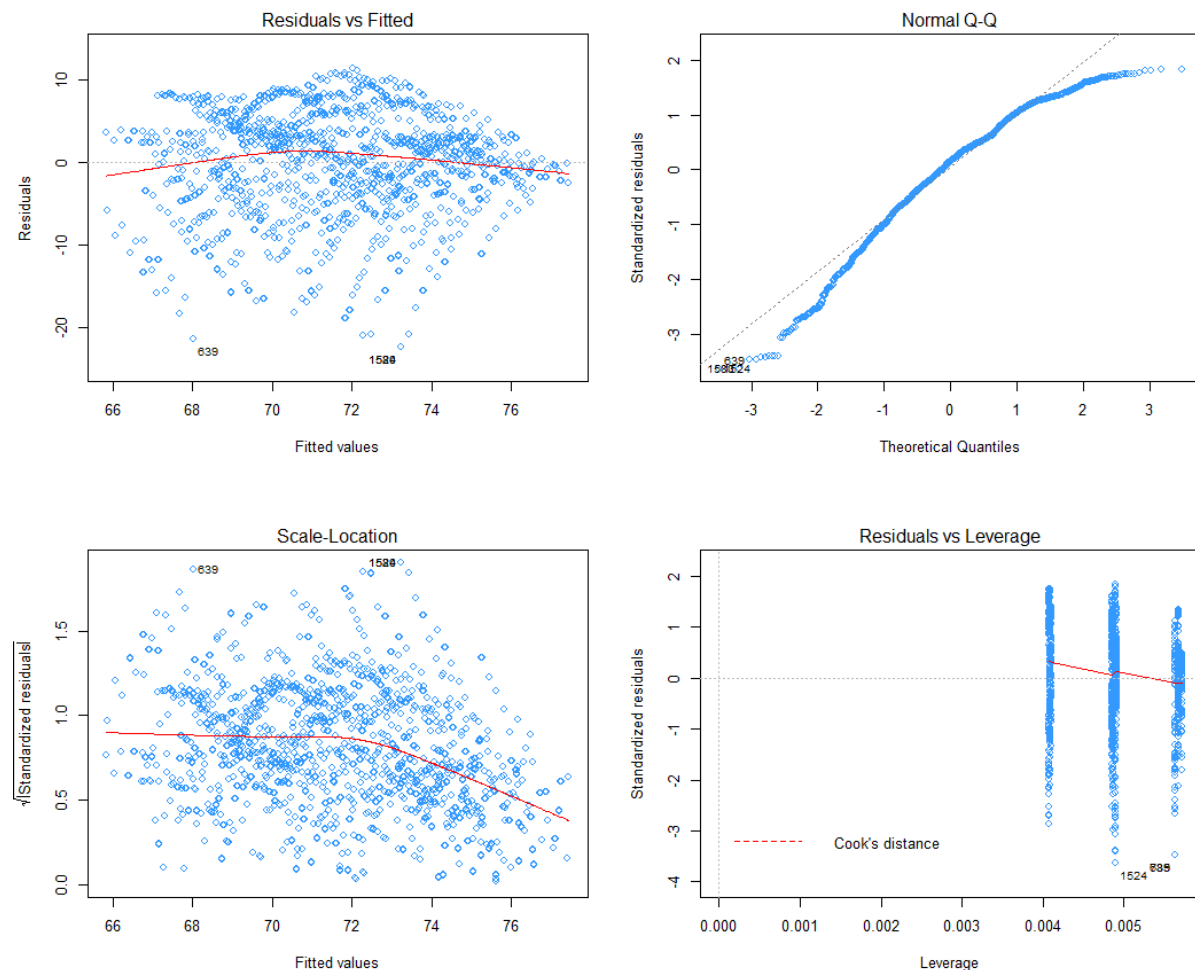 Residuals vs Fitted
Residuals
10
0
-10
-20
639
66 68 70 72 74 76
Fitted values
Normal Q-Q
Standardized residuals
2
1
0
-1
-2
-3
639
-3 -2 -1 0 1 2 3
Theoretical Quantiles
Scale-Location
√|Standardized residuals|
1.5
1.0
0.5
0.0
639
66 68 70 72 74 76
Fitted values
Residuals vs Leverage
Standardized residuals
2
1
0
-1
-2
-3
-4
Cook's distance
1524
0.000 0.001 0.002 0.003 0.004 0.005
Leverage